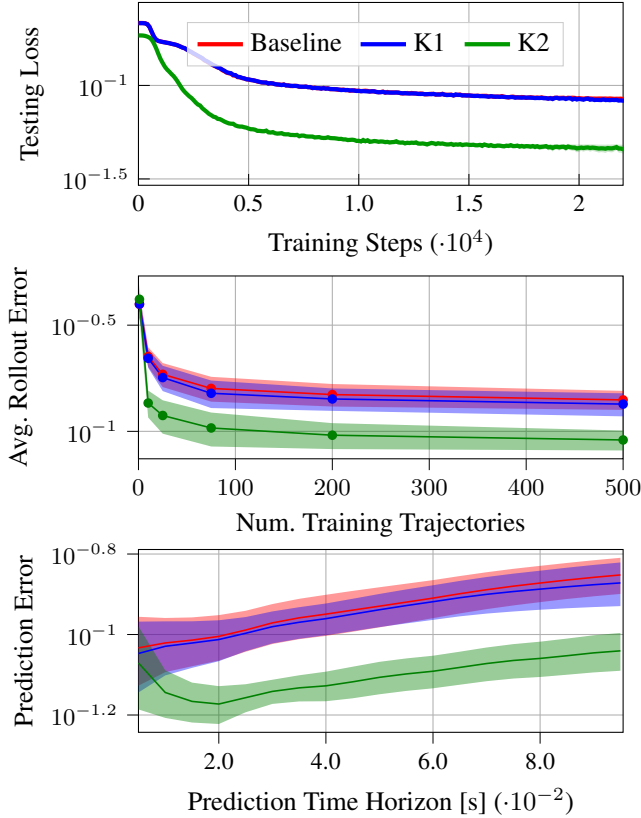 Baseline K1 K2
Testing Loss
10^{-1}
10^{-1.5}
0 0.5 1.0 1.5 2
Training Steps (·10^4)
Avg. Rollout Error
10^{-0.5}
10^{-1}
0 100 200 300 400 500
Num. Training Trajectories
Prediction Error
10^{-0.8}
10^{-1}
10^{-1.2}
2.0 4.0 6.0 8.0
Prediction Time Horizon [s] (·10^{-2})